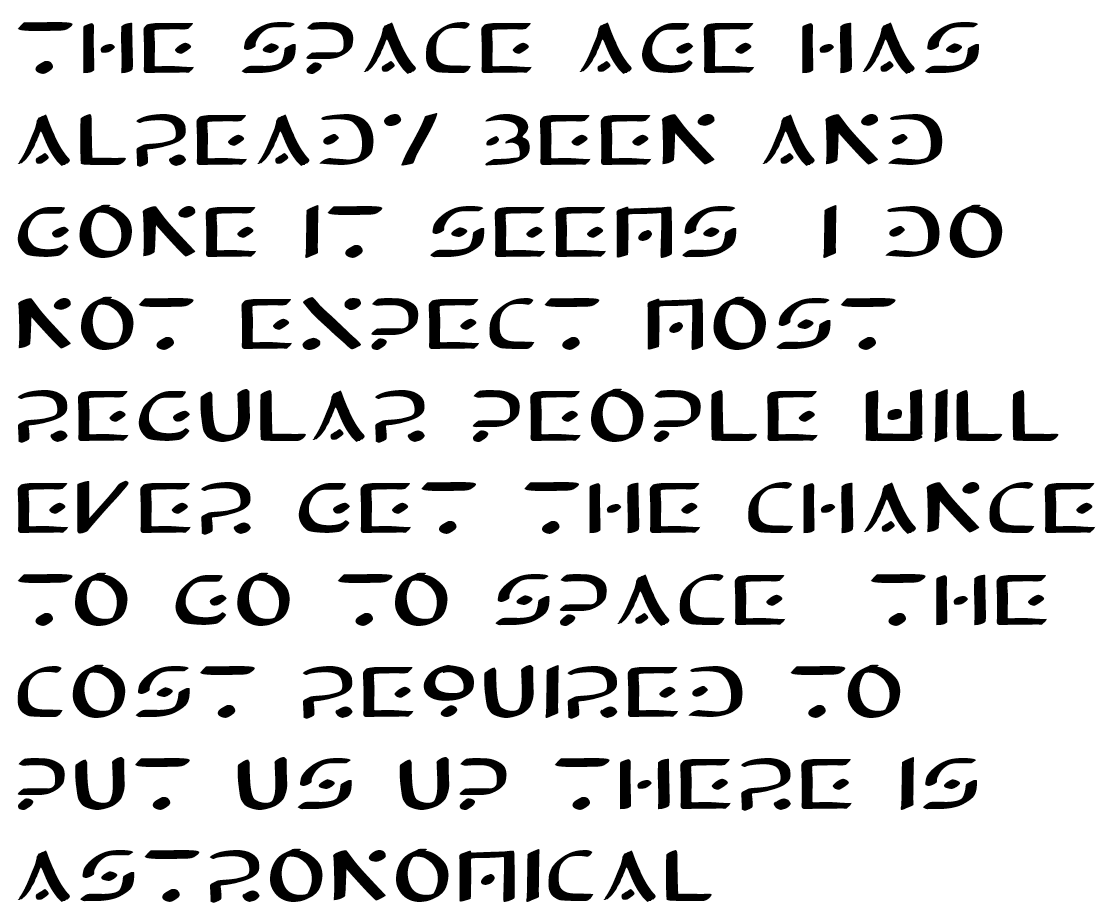 THE SPACE AGE HAS
ALREADY BEEN AND
GONE IT SEEMS I DO
NOT EXPECT MOST
REGULAR PEOPLE WILL
EVER GET THE CHANCE
TO GO TO SPACE THE
COST REQUIRED TO
PUT US UP THERE IS
ASTRONOMICAL